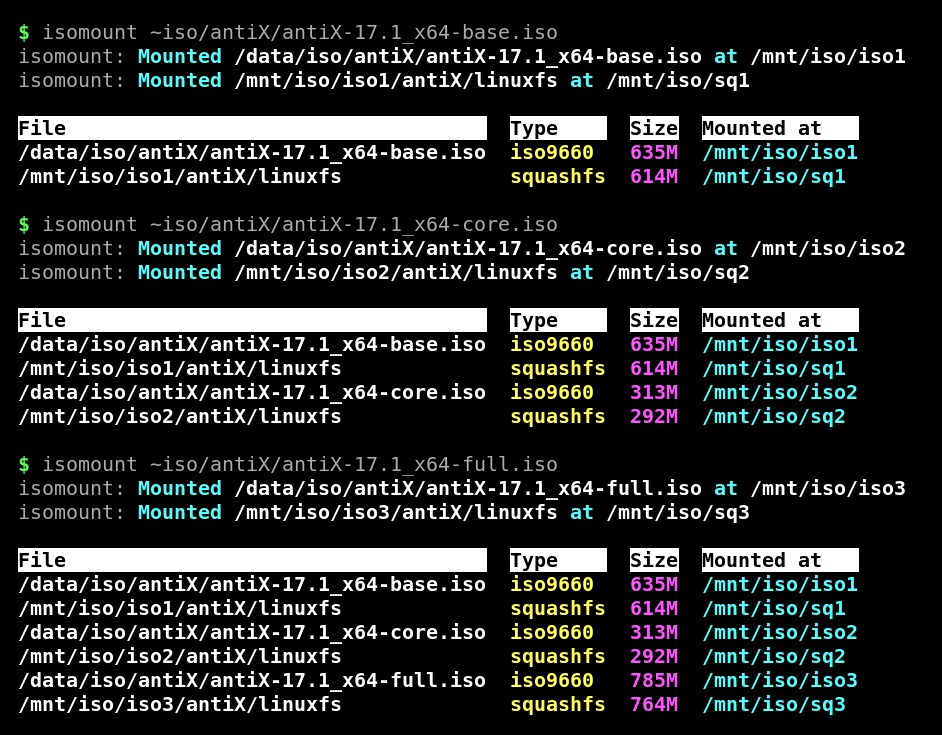 $ isomount ~iso/antiX/antiX-17.1_x64-base.iso
isomount: Mounted /data/iso/antiX/antiX-17.1_x64-base.iso at /mnt/iso/iso1
isomount: Mounted /mnt/iso/iso1/antiX/linuxfs at /mnt/iso/sq1
File Type Size Mounted at
/data/iso/antiX/antiX-17.1_x64-base.iso iso9660 635M /mnt/iso/iso1
/mnt/iso/iso1/antiX/linuxfs squashfs 614M /mnt/iso/sq1
$ isomount ~iso/antiX/antiX-17.1_x64-core.iso
isomount: Mounted /data/iso/antiX/antiX-17.1_x64-core.iso at /mnt/iso/iso2
isomount: Mounted /mnt/iso/iso2/antiX/linuxfs at /mnt/iso/sq2
File Type Size Mounted at
/data/iso/antiX/antiX-17.1_x64-base.iso iso9660 635M /mnt/iso/iso1
/mnt/iso/iso1/antiX/linuxfs squashfs 614M /mnt/iso/sq1
/data/iso/antiX/antiX-17.1_x64-core.iso iso9660 313M /mnt/iso/iso2
/mnt/iso/iso2/antiX/linuxfs squashfs 292M /mnt/iso/sq2
$ isomount ~iso/antiX/antiX-17.1_x64-full.iso
isomount: Mounted /data/iso/antiX/antiX-17.1_x64-full.iso at /mnt/iso/iso3
isomount: Mounted /mnt/iso/iso3/antiX/linuxfs at /mnt/iso/sq3
File Type Size Mounted at
/data/iso/antiX/antiX-17.1_x64-base.iso iso9660 635M /mnt/iso/iso1
/mnt/iso/iso1/antiX/linuxfs squashfs 614M /mnt/iso/sq1
/data/iso/antiX/antiX-17.1_x64-core.iso iso9660 313M /mnt/iso/iso2
/mnt/iso/iso2/antiX/linuxfs squashfs 292M /mnt/iso/sq2
/data/iso/antiX/antiX-17.1_x64-full.iso iso9660 785M /mnt/iso/iso3
/mnt/iso/iso3/antiX/linuxfs squashfs 764M /mnt/iso/sq3